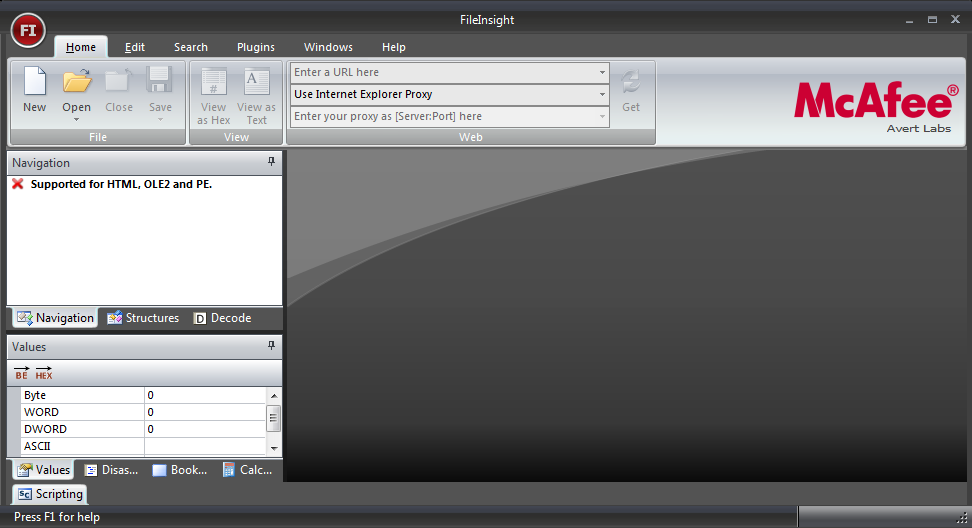 FileInsight
FI
Home Edit Search Plugins Windows Help
New Open Close Save
File
View as Hex View as Text
View
Enter a URL here
Use Internet Explorer Proxy
Enter your proxy as [Server:Port] here
Get
Web
McAfee®
Avert Labs
Navigation
Supported for HTML, OLE2 and PE.
Navigation Structures D Decode
Values
BE HEX
Byte 0
WORD 0
DWORD 0
ASCII
Values Disas... Book... Calc...
SC Scripting
Press F1 for help